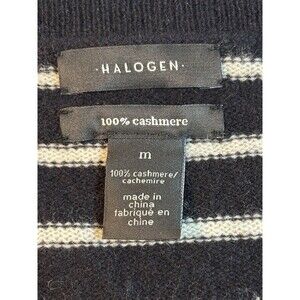 ·HALOGEN·
100% cashmere
m
100% cashmere/
cachemire
made in
china
fabriqué en
chine